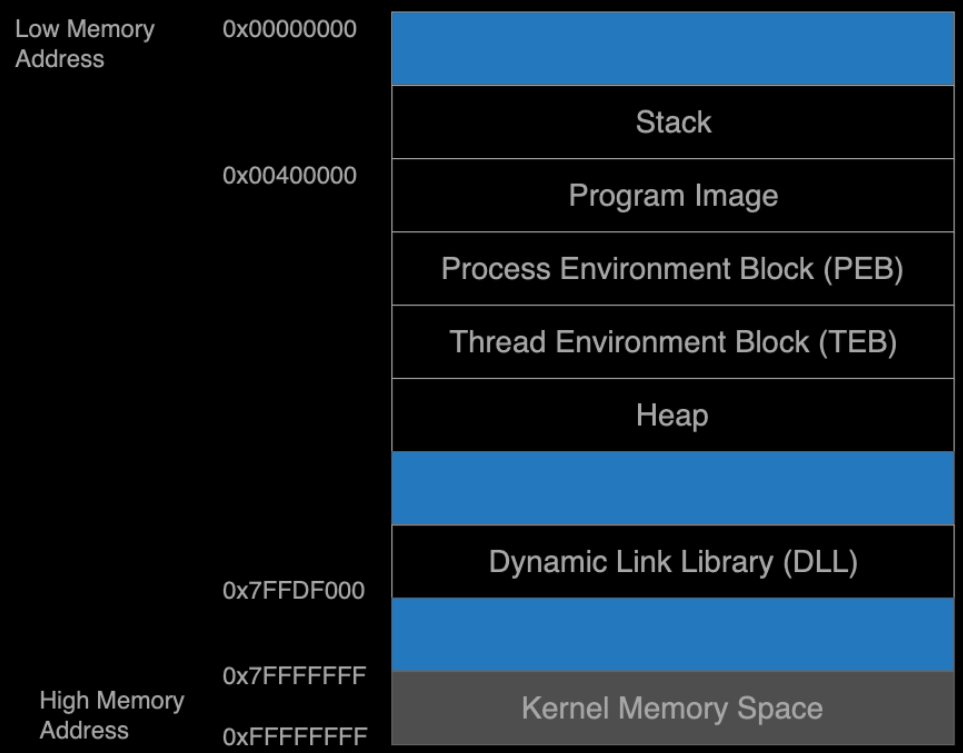 Low Memory
Address
0x00000000
Stack
0x00400000
Program Image
Process Environment Block (PEB)
Thread Environment Block (TEB)
Heap
Dynamic Link Library (DLL)
0x7FFDF000
0x7FFFFFFF
High Memory
Address
Kernel Memory Space
0xFFFFFFFF